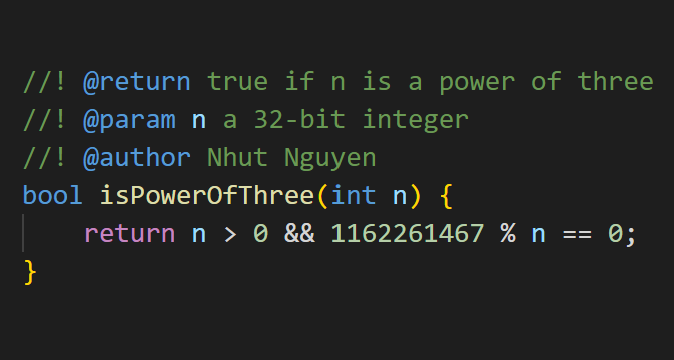 //! @return true if n is a power of three
//! @param n a 32-bit integer
//! @author Nhut Nguyen
bool isPowerOfThree(int n) {
    return n > 0 && 1162261467 % n == 0;
}